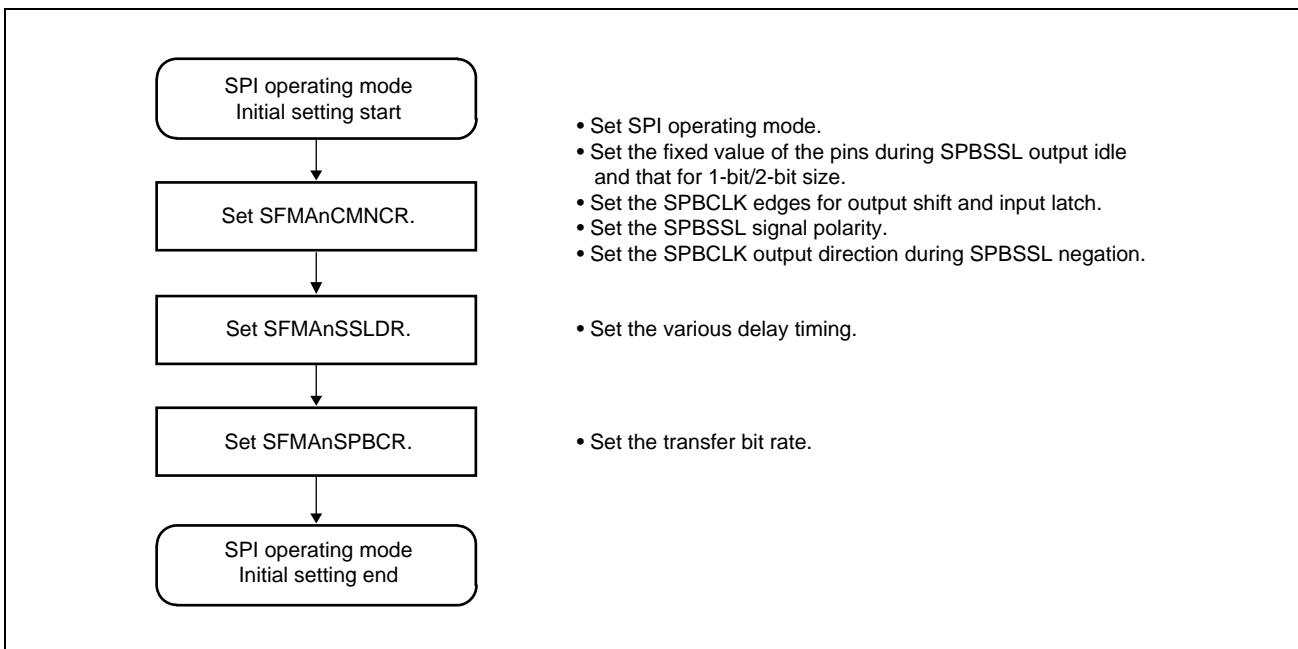 SPI operating mode
Initial setting start
• Set SPI operating mode.
• Set the fixed value of the pins during SPBSSL output idle
and that for 1-bit/2-bit size.
• Set the SPBCLK edges for output shift and input latch.
• Set the SPBSSL signal polarity.
• Set the SPBCLK output direction during SPBSSL negation.
Set SFMAnCMNCR.
Set SFMAnSSLDR.
• Set the various delay timing.
Set SFMAnSPBCR.
• Set the transfer bit rate.
SPI operating mode
Initial setting end